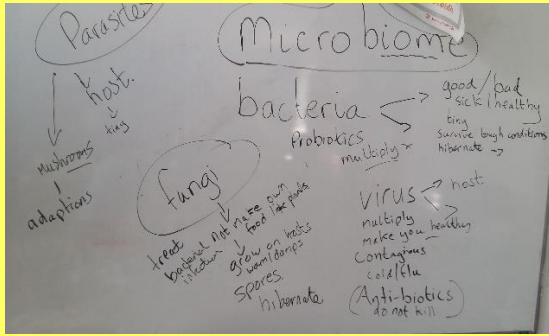 Parasites
host.
tiny
Mushrooms
adaptions
Microbiome
bacteria
Probiotics
multiply
good/bad
sick/healthy
tiny
survive tough conditions
hibernate →
fungi
treat
bacterial
infection
not make own
food like plants
grow on hosts
warm/damps
spores.
hibernate
virus
host
multiply
make you healthy
contagious
cold/flu
(Anti-biotics
do not kill)